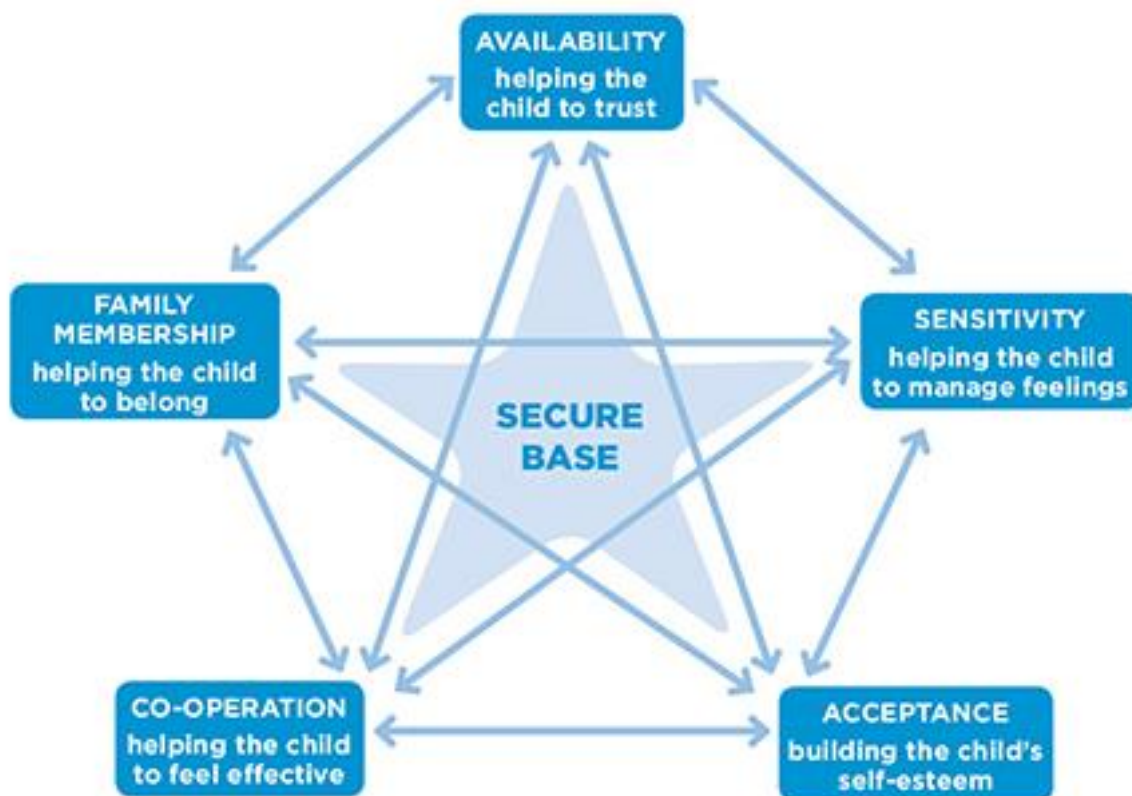 AVAILABILITY
helping the
child to trust
FAMILY
MEMBERSHIP
helping the child
to belong
SENSITIVITY
helping the child
to manage feelings
SECURE
BASE
CO-OPERATION
helping the child
to feel effective
ACCEPTANCE
building the child's
self-esteem